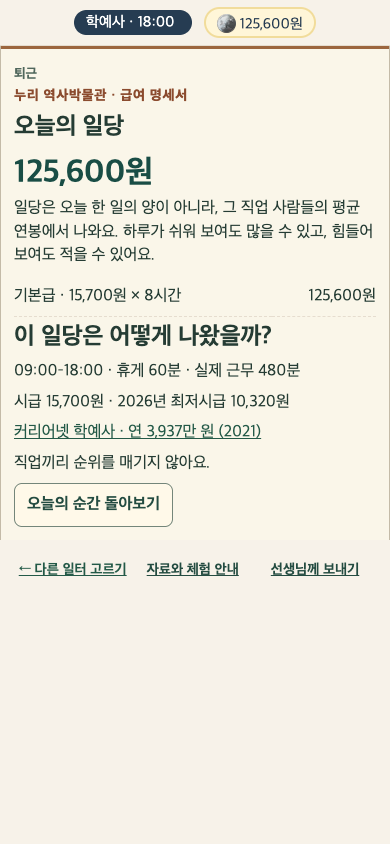 학예사 · 18:00
125,600원
퇴근
누리 역사박물관 · 급여 명세서
오늘의 일당
125,600원
일당은 오늘 한 일의 양이 아니라, 그 직업 사람들의 평균
연봉에서 나와요. 하루가 쉬워 보여도 많을 수 있고, 힘들어
보여도 적을 수 있어요.
기본급 · 15,700원 × 8시간 125,600원
이 일당은 어떻게 나왔을까?
09:00-18:00 · 휴게 60분 · 실제 근무 480분
시급 15,700원 · 2026년 최저시급 10,320원
커리어넷 학예사 · 연 3,937만 원 (2021)
직업끼리 순위를 매기지 않아요.
오늘의 순간 돌아보기
← 다른 일터 고르기 자료와 체험 안내 선생님께 보내기